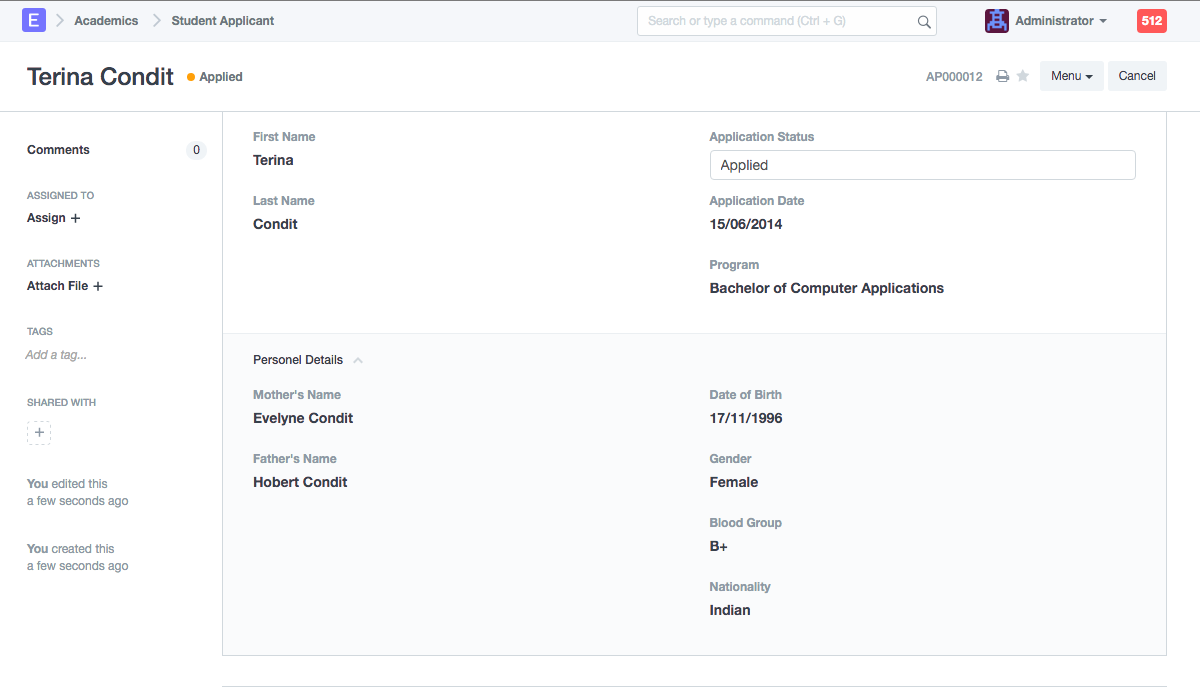 E Academics Student Applicant Search or type a command (Ctrl + G) Administrator 512
Terina Condit Applied AP000012 Menu Cancel
Comments 0
ASSIGNED TO
Assign +
ATTACHMENTS
Attach File +
TAGS
Add a tag...
SHARED WITH
+
You edited this
a few seconds ago
You created this
a few seconds ago
First Name
Terina
Last Name
Condit
Application Status
Applied
Application Date
15/06/2014
Program
Bachelor of Computer Applications
Personel Details
Mother's Name
Evelyne Condit
Father's Name
Hobert Condit
Date of Birth
17/11/1996
Gender
Female
Blood Group
B+
Nationality
Indian